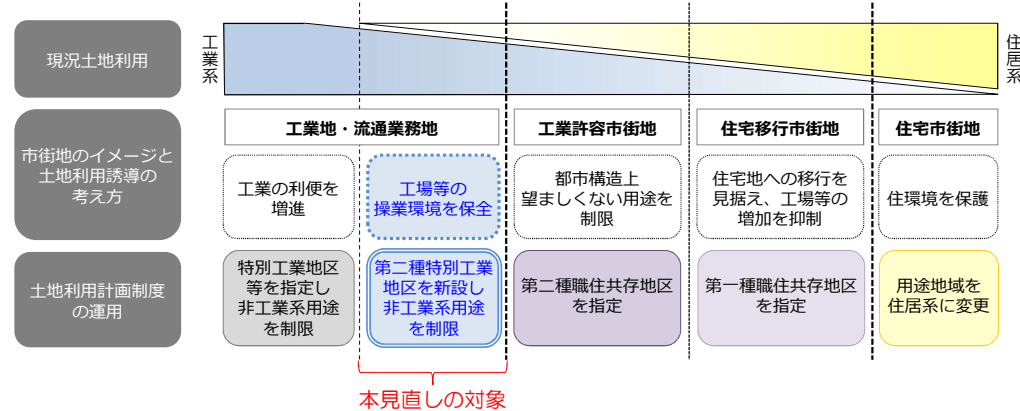 現況土地利用
工業系
住居系
市街地のイメージと
土地利用誘導の
考え方
工業地・流通業務地
工業許容市街地
住宅移行市街地
住宅市街地
工業の利便を
増進
工場等の
操業環境を保全
都市構造上
望ましくない用途を
制限
住宅地への移行を
見据え、工場等の
増加を抑制
住環境を保護
土地利用計画制度
の運用
特別工業地区
等を指定し
非工業系用途
を制限
第二種特別工業
地区を新設し
非工業系用途
を制限
第二種職住共存地区
を指定
第一種職住共存地区
を指定
用途地域を
住居系に変更
本見直しの対象